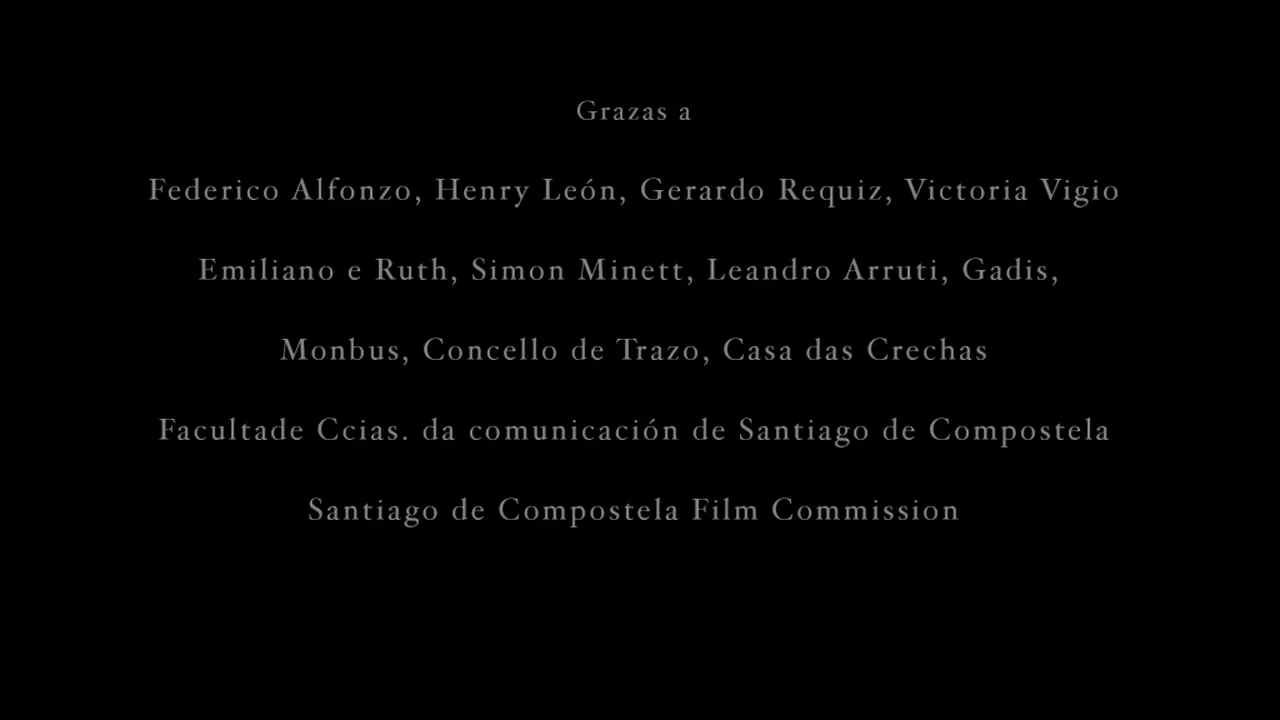 Grazas a
Federico Alfonzo, Henry León, Gerardo Requiz, Victoria Vigio
Emiliano e Ruth, Simon Minett, Leandro Arruti, Gadis,
Monbus, Concello de Trazo, Casa das Crechas
Facultade Ccias. da comunicación de Santiago de Compostela
Santiago de Compostela Film Commission